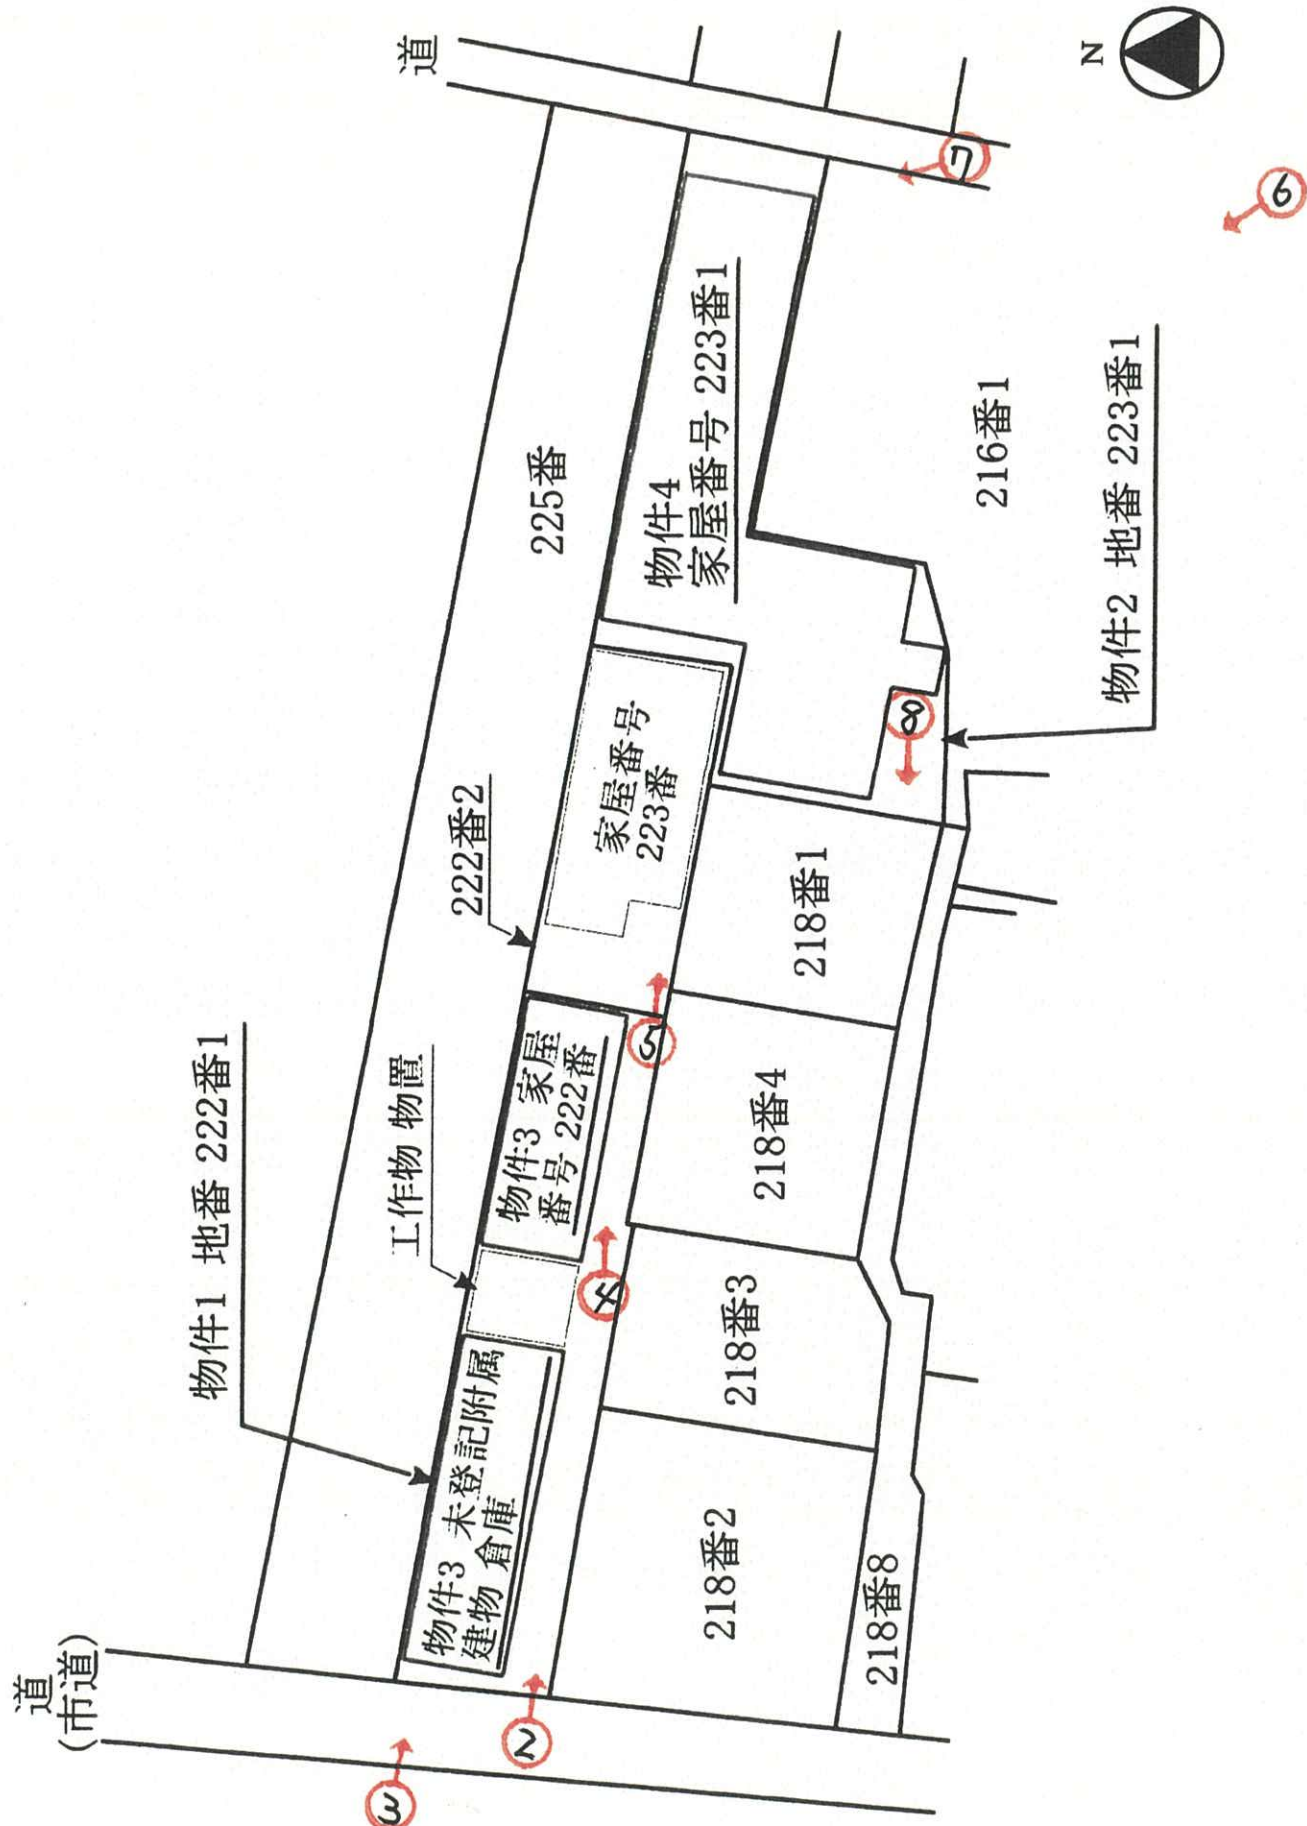 道
(市道)
道
N
物件1 地番 222番1
工作物 物置
222番2
225番
物件3 未登記附属
建物 倉庫
物件3 家屋
番号 222番
家屋番号
223番
物件4
家屋番号 223番1
216番1
物件2 地番 223番1
218番2
218番3
218番4
218番1
218番8
②
③
④
⑤
⑥
⑦
⑧